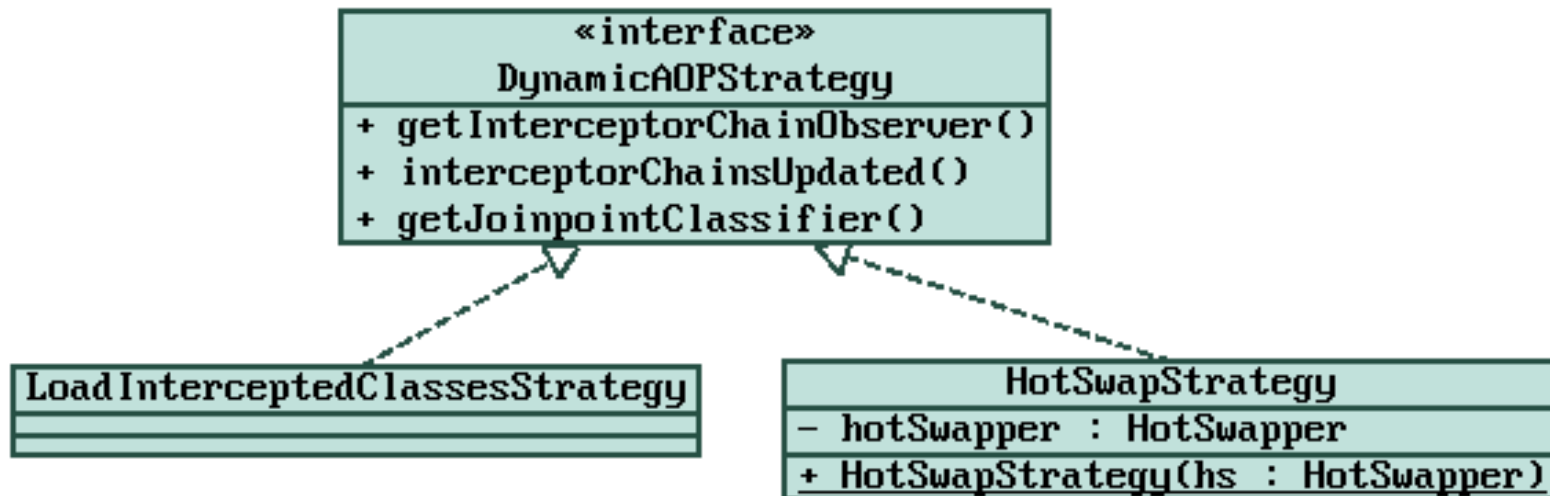 «interface»
DynamicAOPStrategy
+ getInterceptorChainObserver()
+ interceptorChainsUpdated()
+ getJoinpointClassifier()
LoadInterceptedClassesStrategy
HotSwapStrategy
- hotSwapper : HotSwapper
+ HotSwapStrategy(hs : HotSwapper)